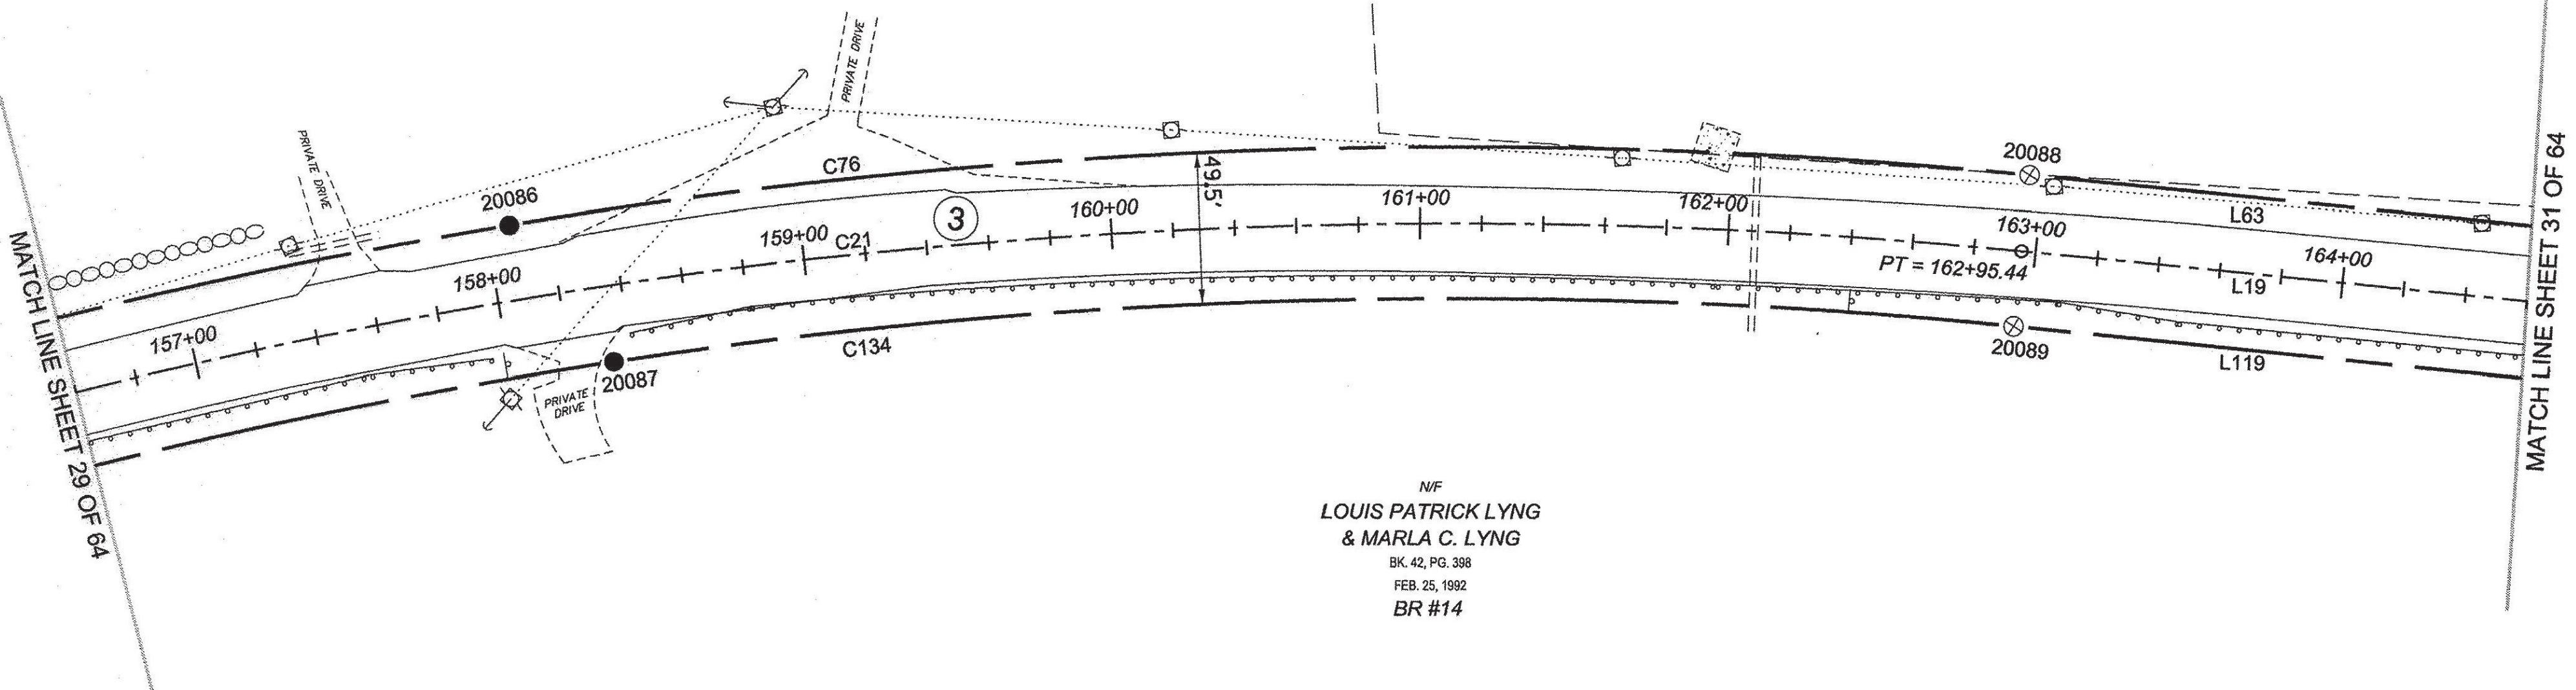 PRIVATE DRIVE
20088
C76
20086
49.5'
PRIVATE DRIVE
161+00
160+00
162+00
3
L63
159+00
C21
163+00
158+00
PT = 162+95.44
164+00
L19
157+00
C134
20089
L119
20087
PRIVATE
DRIVE
MATCH LINE SHEET 29 OF 64
MATCH LINE SHEET 31 OF 64
N/F
LOUIS PATRICK LYNG
& MARLA C. LYNG
BK. 42, PG. 398
FEB. 25, 1992
BR #14